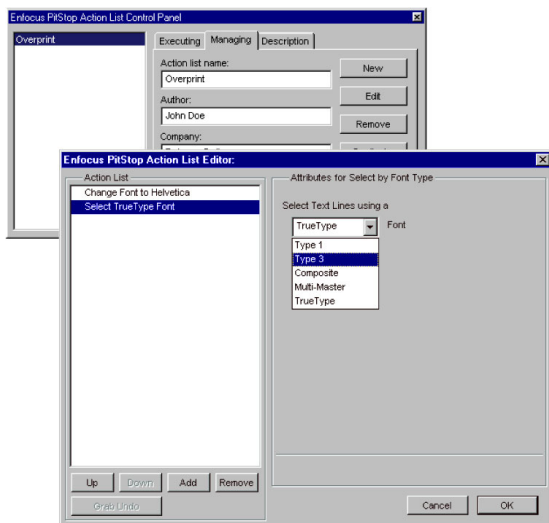 Enfocus PitStop Action List Control Panel
Overprint
Executing Managing Description
Action list name:
Overprint
New
Author:
Edit
John Doe
Remove
Company:
Enfocus PitStop Action List Editor:
Action List
Change Font to Helvetica
Select TrueType Font
Attributes for Select by Font Type
Select Text Lines using a
TrueType Font
Type 1
Type 3
Composite
Multi-Master
TrueType
Up Down Add Remove
Grab Undo
Cancel OK